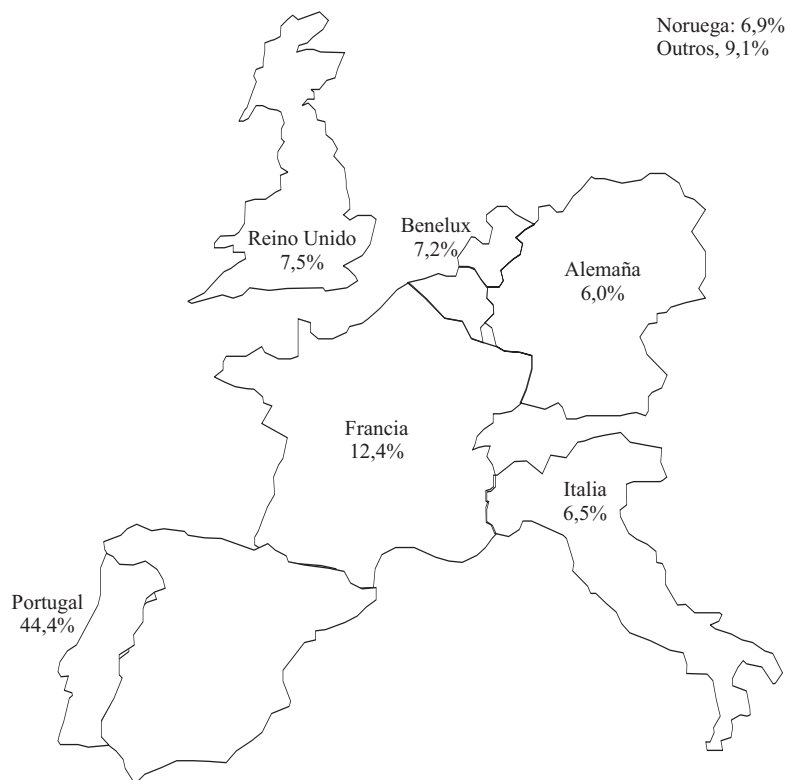 Noruega: 6,9%
Outros, 9,1%
Reino Unido
7,5%
Benelux
7,2%
Alemaña
6,0%
Francia
12,4%
Italia
6,5%
Portugal
44,4%